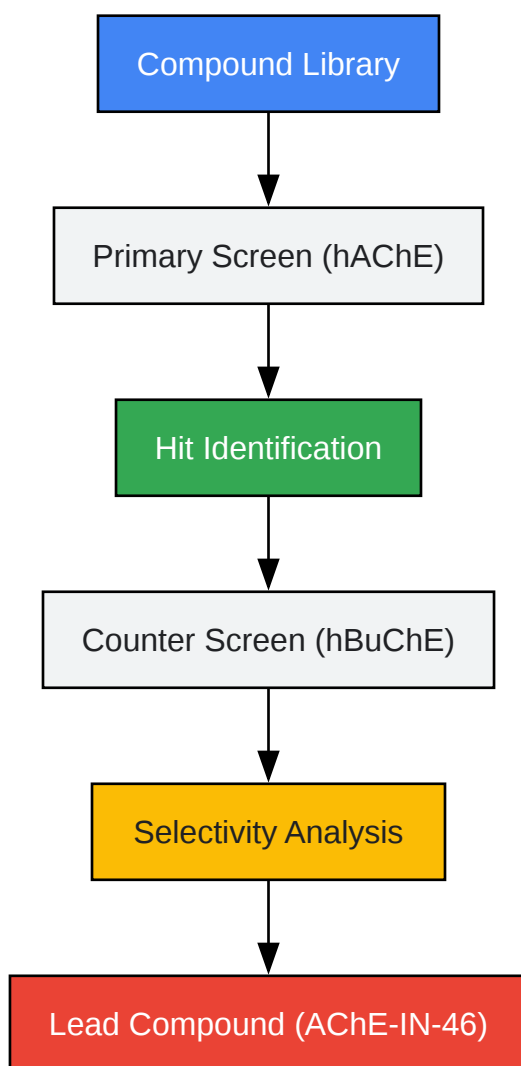 Compound Library
Primary Screen (hAChE)
Hit Identification
Counter Screen (hBuChE)
Selectivity Analysis
Lead Compound (AChE-IN-46)